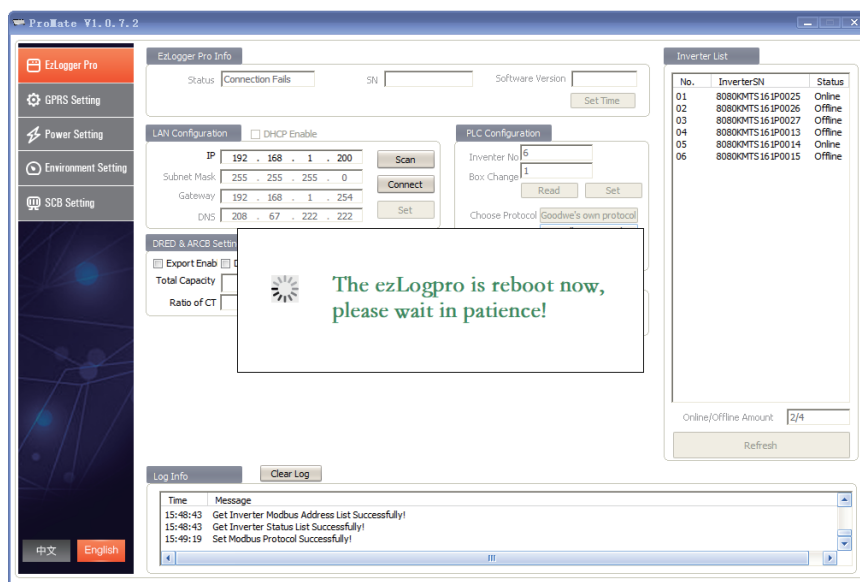 ProMate V1.0.7.2
EzLogger Pro
GPRS Setting
Power Setting
Environment Setting
SCB Setting
中文 English
EzLogger Pro Info
Status Connection Fails SN Software Version
Set Time
LAN Configuration DHCP Enable
IP 192 . 168 . 1 . 200 Scan
Subnet Mask 255 . 255 . 255 . 0 Connect
Gateway 192 . 168 . 1 . 254
DNS 208 . 67 . 222 . 222 Set
PLC Configuration
Inventer No 6
Box Change 1
Read Set
Choose Protocol Goodwe's own protocol
DRED & ARCB Settin
Export Enab
Total Capacity
Ratio of CT
The ezLogpro is reboot now,
please wait in patience!
Inverter List
No. InverterSN Status
01 8080KMTS161P0025 Online
02 8080KMTS161P0026 Offline
03 8080KMTS161P0027 Offline
04 8080KMTS161P0013 Offline
05 8080KMTS161P0014 Online
06 8080KMTS161P0015 Offline
Online/Offline Amount 2/4
Refresh
Log Info Clear Log
Time Message
15:48:43 Get Inverter Modbus Address List Successfully!
15:48:43 Get Inverter Status List Successfully!
15:49:19 Set Modbus Protocol Successfully!